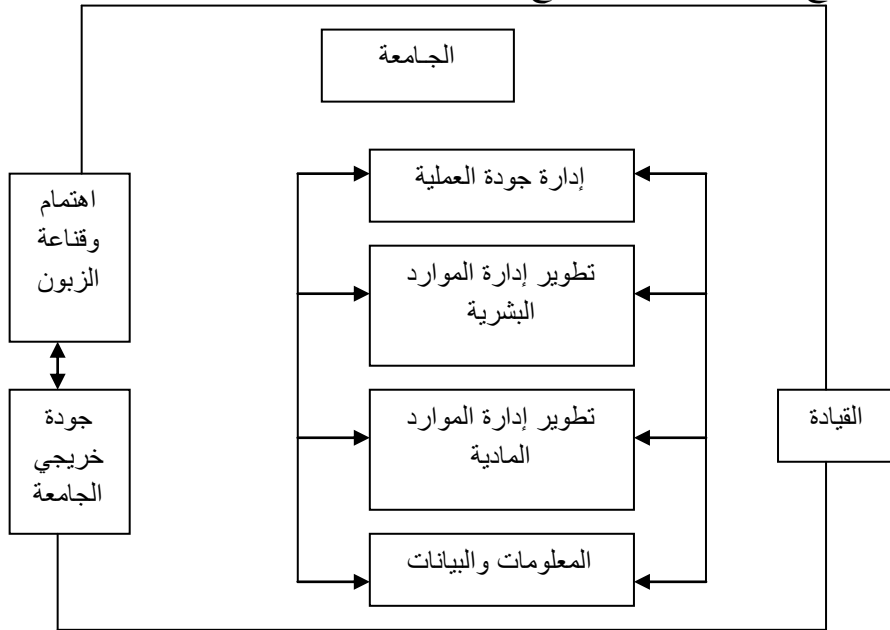 الجـامعة
إدارة جودة العملية
تطوير إدارة الموارد
البشرية
تطوير إدارة الموارد
المادية
المعلومات والبيانات
القيادة
اهتمام
وقناعة
الزبون
جودة
خريجي
الجامعة